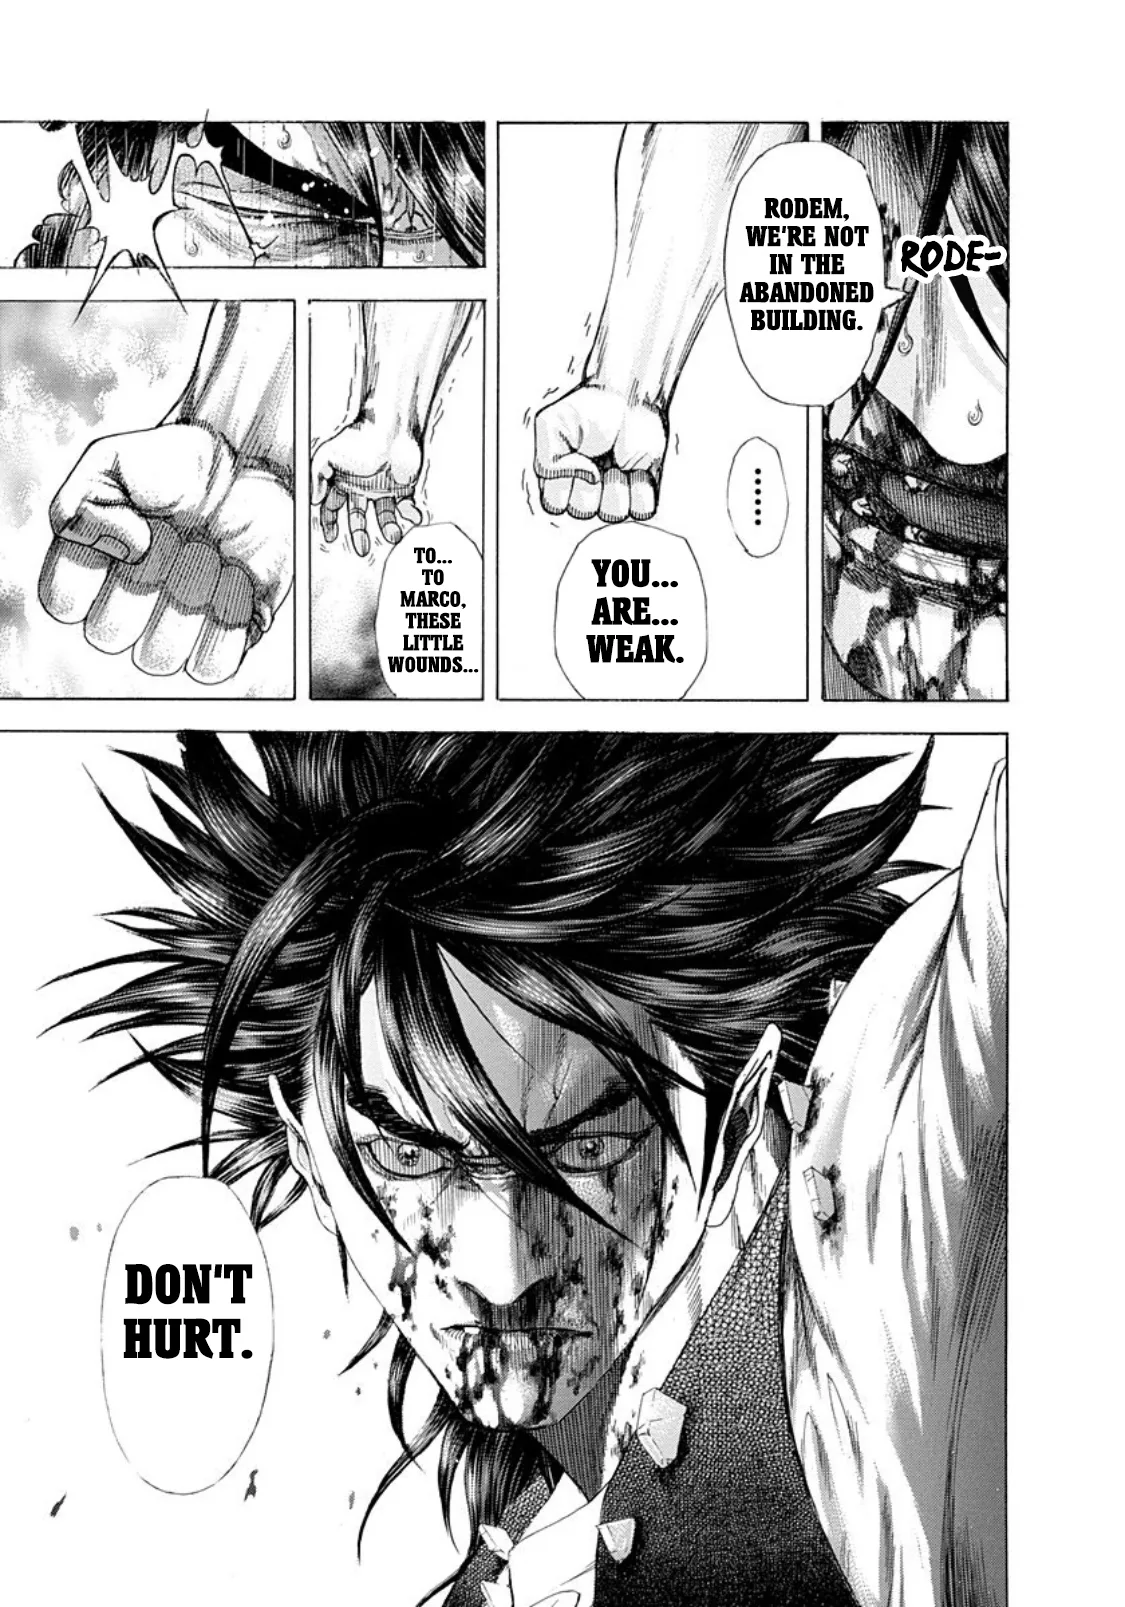 RODE-
RODEM,
WE'RE NOT
IN THE
ABANDONED
BUILDING.
......
YOU...
ARE...
WEAK.
TO...
TO
MARCO,
THESE
LITTLE
WOUNDS...
DON'T
HURT.